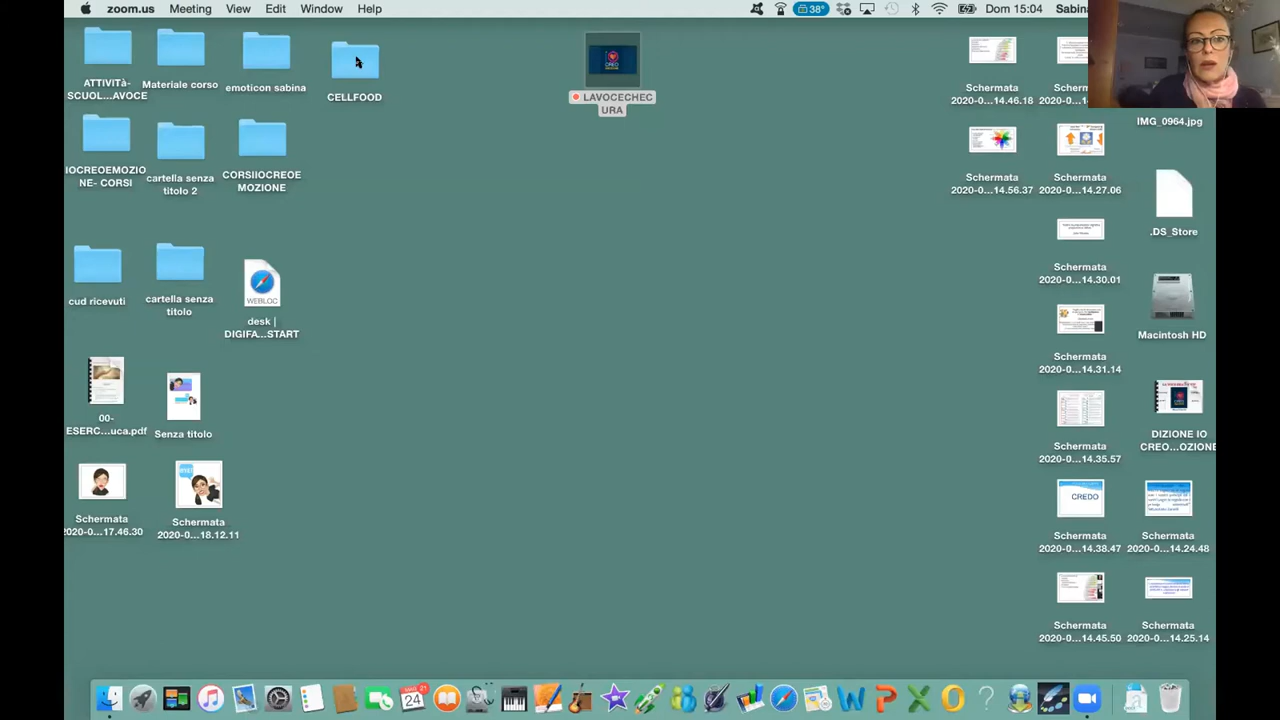 zoom.us Meeting View Edit Window Help
38° Dom 15:04 Sabina
ATTIVITÀ-
SCUOL...AVOCE
Materiale corso
emoticon sabina
CELLFOOD
LAVOCECHEC
URA
Schermata
2020-0...14.46.18
Schermata
IMG_0964.jpg
IOCREOEMOZIO
NE- CORSI
cartella senza
titolo 2
CORSIIOCREOE
MOZIONE
Schermata
2020-0...14.56.37
Schermata
2020-0...14.27.06
.DS_Store
cud ricevuti
cartella senza
titolo
WEBLOC
desk |
DIGIFA...START
Schermata
2020-0...14.30.01
Macintosh HD
Schermata
2020-0...14.31.14
00-
ESERC...uca.pdf
Senza titolo
Schermata
2020-0...14.35.57
DIZIONE IO
CREO...OZIONE
Schermata
2020-0...17.46.30
Schermata
2020-0...18.12.11
CREDO
Schermata
2020-0...14.38.47
Schermata
2020-0...14.24.48
Schermata
2020-0...14.45.50
Schermata
2020-0...14.25.14
24